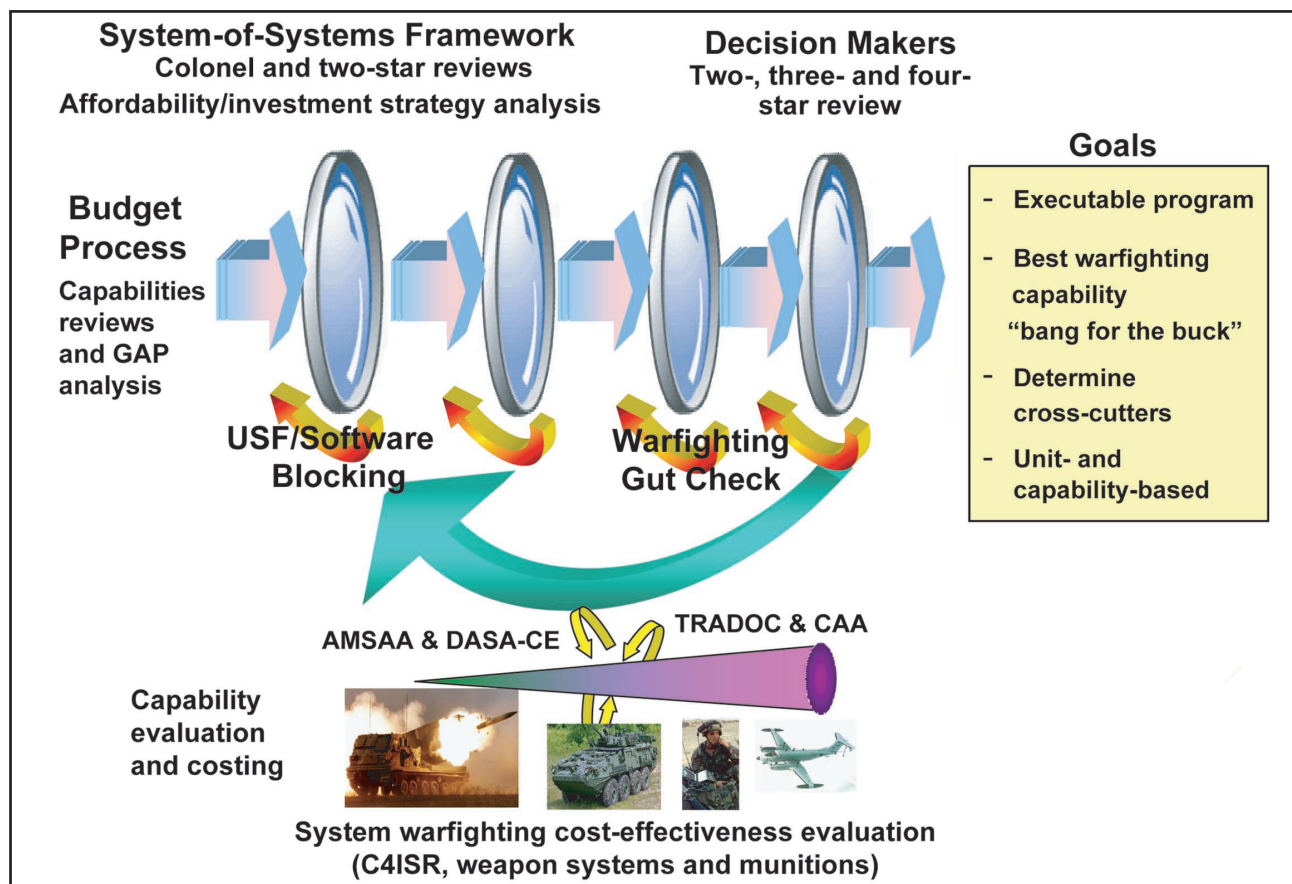 System-of-Systems Framework
Colonel and two-star reviews
Affordability/investment strategy analysis
Decision Makers
Two-, three- and four-
star review
Budget
Process
Capabilities
reviews
and GAP
analysis
USF/Software
Blocking
Warfighting
Gut Check
Goals
- Executable program
- Best warfighting
capability
“bang for the buck”
- Determine
cross-cutters
- Unit- and
capability-based
AMSAA & DASA-CE
TRADOC & CAA
Capability
evaluation
and costing
System warfighting cost-effectiveness evaluation
(C4ISR, weapon systems and munitions)